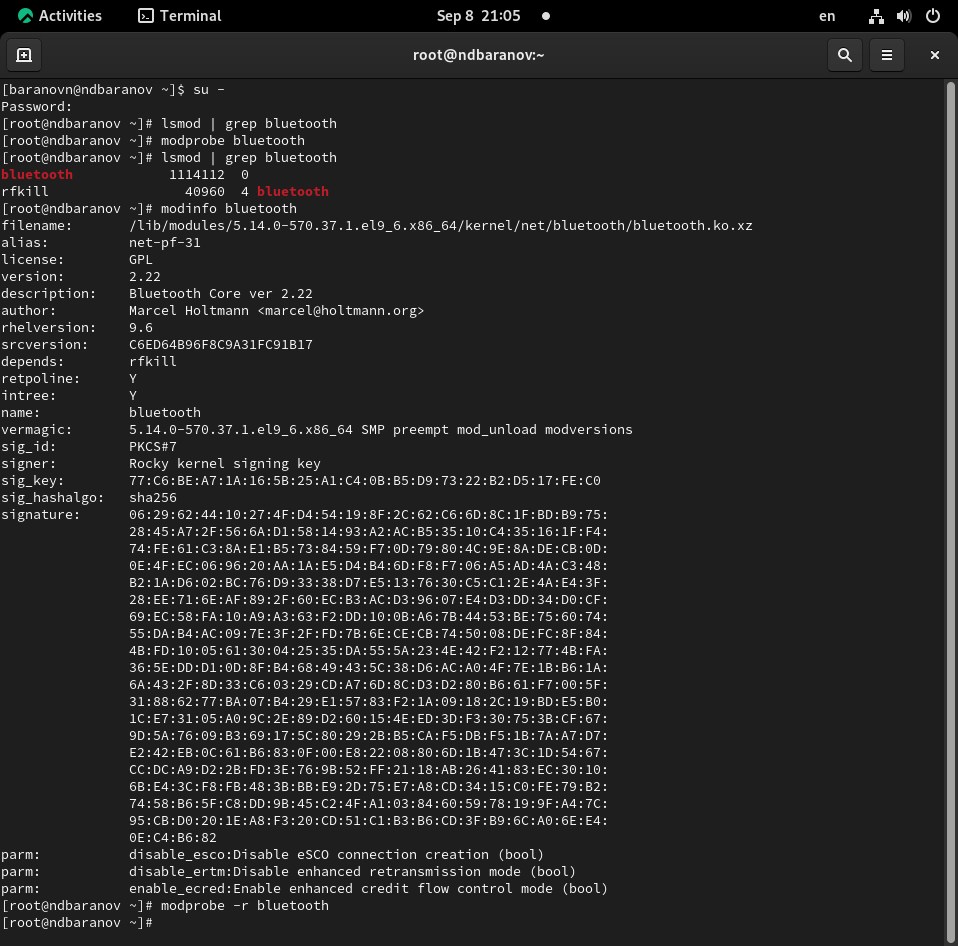 Activities Terminal Sep 8 21:05 en
root@ndbaranov:~
[baranovn@ndbaranov ~]$ su -
Password:
[root@ndbaranov ~]# lsmod | grep bluetooth
[root@ndbaranov ~]# modprobe bluetooth
[root@ndbaranov ~]# lsmod | grep bluetooth
bluetooth            1114112  0
rfkill                 40960  4 bluetooth
[root@ndbaranov ~]# modinfo bluetooth
filename:       /lib/modules/5.14.0-570.37.1.el9_6.x86_64/kernel/net/bluetooth/bluetooth.ko.xz
alias:          net-pf-31
license:        GPL
version:        2.22
description:    Bluetooth Core ver 2.22
author:         Marcel Holtmann <marcel@holtmann.org>
rhelversion:    9.6
srcversion:     C6ED64B96F8C9A31FC91B17
depends:        rfkill
retpoline:      Y
intree:         Y
name:           bluetooth
vermagic:       5.14.0-570.37.1.el9_6.x86_64 SMP preempt mod_unload modversions
sig_id:         PKCS#7
signer:         Rocky kernel signing key
sig_key:        77:C6:BE:A7:1A:16:5B:25:A1:C4:0B:B5:D9:73:22:B2:D5:17:FE:C0
sig_hashalgo:   sha256
signature:      06:29:62:44:10:27:4F:D4:54:19:8F:2C:62:C6:6D:8C:1F:BD:B9:75:
                28:45:A7:2F:56:6A:D1:58:14:93:A2:AC:B5:35:10:C4:35:16:1F:F4:
                74:FE:61:C3:8A:E1:B5:73:84:59:F7:0D:79:80:4C:9E:8A:DE:CB:0D:
                0E:4F:EC:06:96:20:AA:1A:E5:D4:B4:6D:F8:F7:06:A5:AD:4A:C3:48:
                B2:1A:D6:02:BC:76:D9:33:38:D7:E5:13:76:30:C5:C1:2E:4A:E4:3F:
                28:EE:71:6E:AF:89:2F:60:EC:B3:AC:D3:96:07:E4:D3:DD:34:D0:CF:
                69:EC:58:FA:10:A9:A3:63:F2:DD:10:0B:A6:7B:44:53:BE:75:60:74:
                55:DA:B4:AC:09:7E:3F:2F:FD:7B:6E:CE:CB:74:50:08:DE:FC:8F:84:
                4B:FD:10:05:61:30:04:25:35:DA:55:5A:23:4E:42:F2:12:77:4B:FA:
                36:5E:DD:D1:0D:8F:B4:68:49:43:5C:38:D6:AC:A0:4F:7E:1B:B6:1A:
                6A:43:2F:8D:33:C6:03:29:CD:A7:6D:8C:D3:D2:80:B6:61:F7:00:5F:
                31:88:62:77:BA:07:B4:29:E1:57:83:F2:1A:09:18:2C:19:BD:E5:B0:
                1C:E7:31:05:A0:9C:2E:89:D2:60:15:4E:ED:3D:F3:30:75:3B:CF:67:
                9D:5A:76:09:B3:69:17:5C:80:29:2B:B5:CA:F5:DB:F5:1B:7A:A7:D7:
                E2:42:EB:0C:61:B6:83:0F:00:E8:22:08:80:6D:1B:47:3C:1D:54:67:
                CC:DC:A9:D2:2B:FD:3E:76:9B:52:FF:21:18:AB:26:41:83:EC:30:10:
                6B:E4:3C:F8:FB:48:3B:BB:E9:2D:75:E7:A8:CD:34:15:C0:FE:79:B2:
                74:58:B6:5F:C8:DD:9B:45:C2:4F:A1:03:84:60:59:78:19:9F:A4:7C:
                95:CB:D0:20:1E:A8:F3:20:CD:51:C1:B3:B6:CD:3F:B9:6C:A0:6E:E4:
                0E:C4:B6:82
parm:           disable_esco:Disable eSCO connection creation (bool)
parm:           disable_ertm:Disable enhanced retransmission mode (bool)
parm:           enable_ecred:Enable enhanced credit flow control mode (bool)
[root@ndbaranov ~]# modprobe -r bluetooth
[root@ndbaranov ~]#